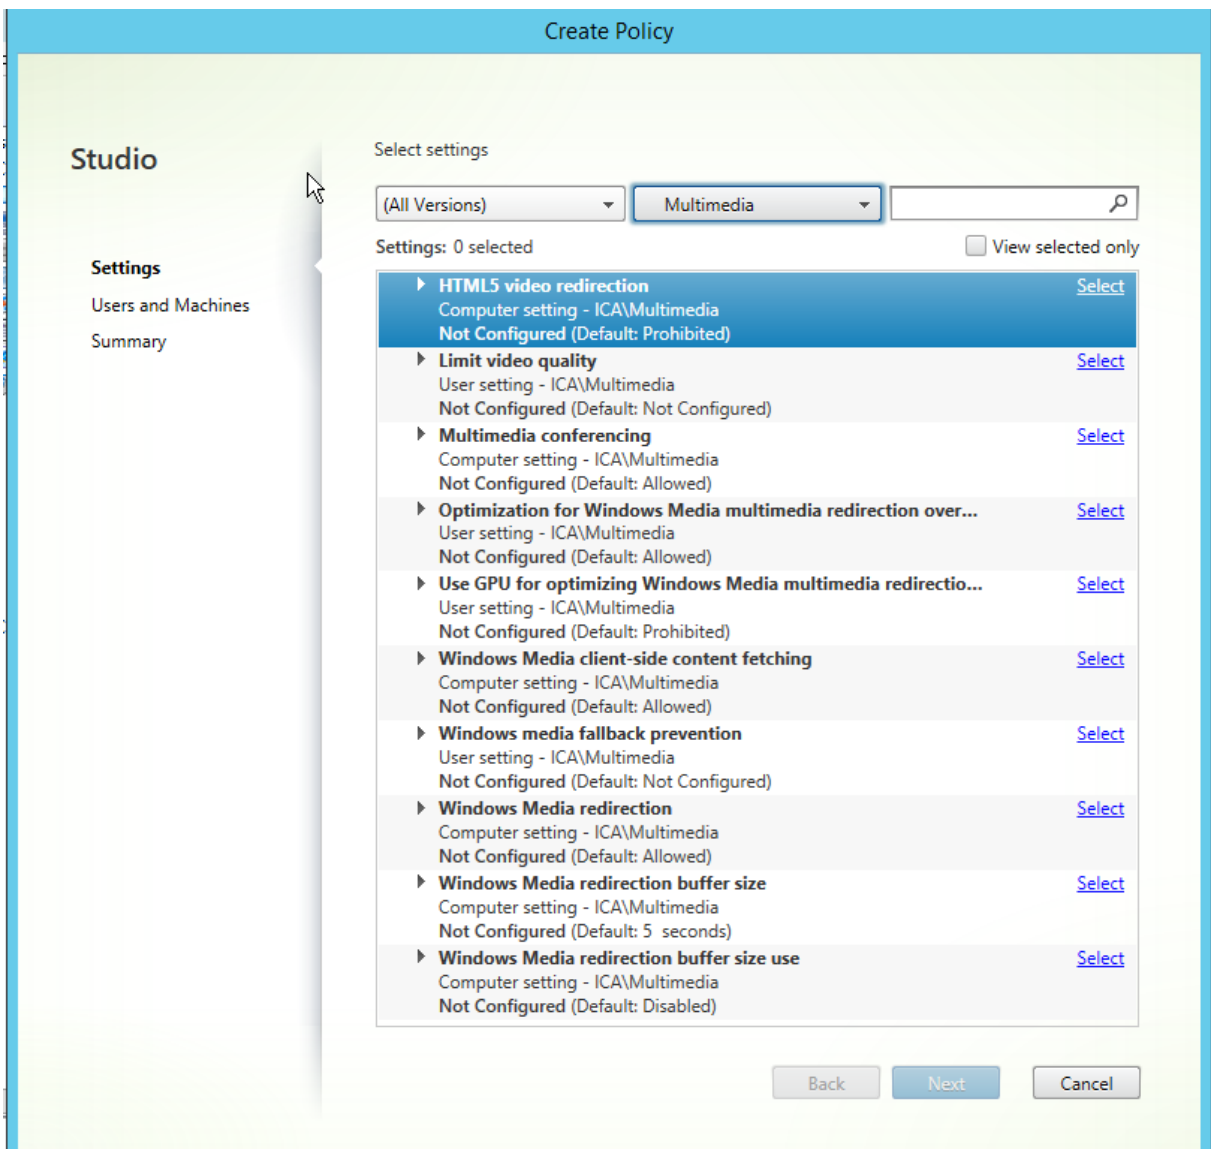 Create Policy
Studio
Settings
Users and Machines
Summary
Select settings
(All Versions)
Multimedia
Settings: 0 selected
View selected only
HTML5 video redirection
Select
Computer setting - ICA\Multimedia
Not Configured (Default: Prohibited)
Limit video quality
Select
User setting - ICA\Multimedia
Not Configured (Default: Not Configured)
Multimedia conferencing
Select
Computer setting - ICA\Multimedia
Not Configured (Default: Allowed)
Optimization for Windows Media multimedia redirection over...
Select
User setting - ICA\Multimedia
Not Configured (Default: Allowed)
Use GPU for optimizing Windows Media multimedia redirectio...
Select
User setting - ICA\Multimedia
Not Configured (Default: Prohibited)
Windows Media client-side content fetching
Select
Computer setting - ICA\Multimedia
Not Configured (Default: Allowed)
Windows media fallback prevention
Select
User setting - ICA\Multimedia
Not Configured (Default: Not Configured)
Windows Media redirection
Select
Computer setting - ICA\Multimedia
Not Configured (Default: Allowed)
Windows Media redirection buffer size
Select
Computer setting - ICA\Multimedia
Not Configured (Default: 5  seconds)
Windows Media redirection buffer size use
Select
Computer setting - ICA\Multimedia
Not Configured (Default: Disabled)
Back
Next
Cancel